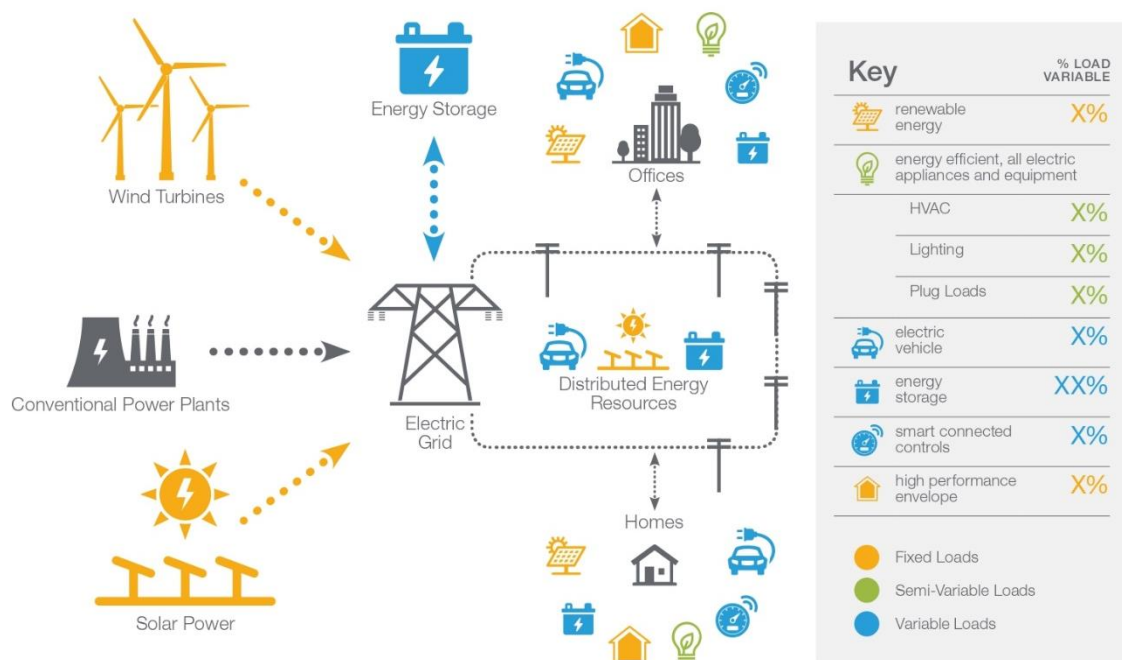 Wind Turbines
Energy Storage
Offices
Conventional Power Plants
Electric
Grid
Distributed Energy
Resources
Solar Power
Homes
Key
% LOAD
VARIABLE
renewable
energy
X%
energy efficient, all electric
appliances and equipment
HVAC
X%
Lighting
X%
Plug Loads
X%
electric
vehicle
X%
energy
storage
XX%
smart connected
controls
X%
high performance
envelope
X%
Fixed Loads
Semi-Variable Loads
Variable Loads